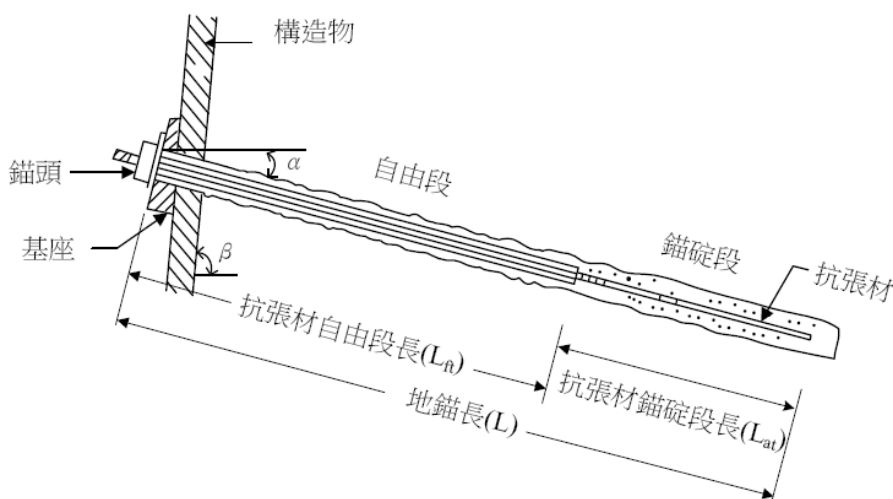 構造物
α
自由段
錨頭
錨碇段
基座
β
抗張材
抗張材自由段長(Lft)
抗張材錨碇段長(Lat)
地錨長(L)